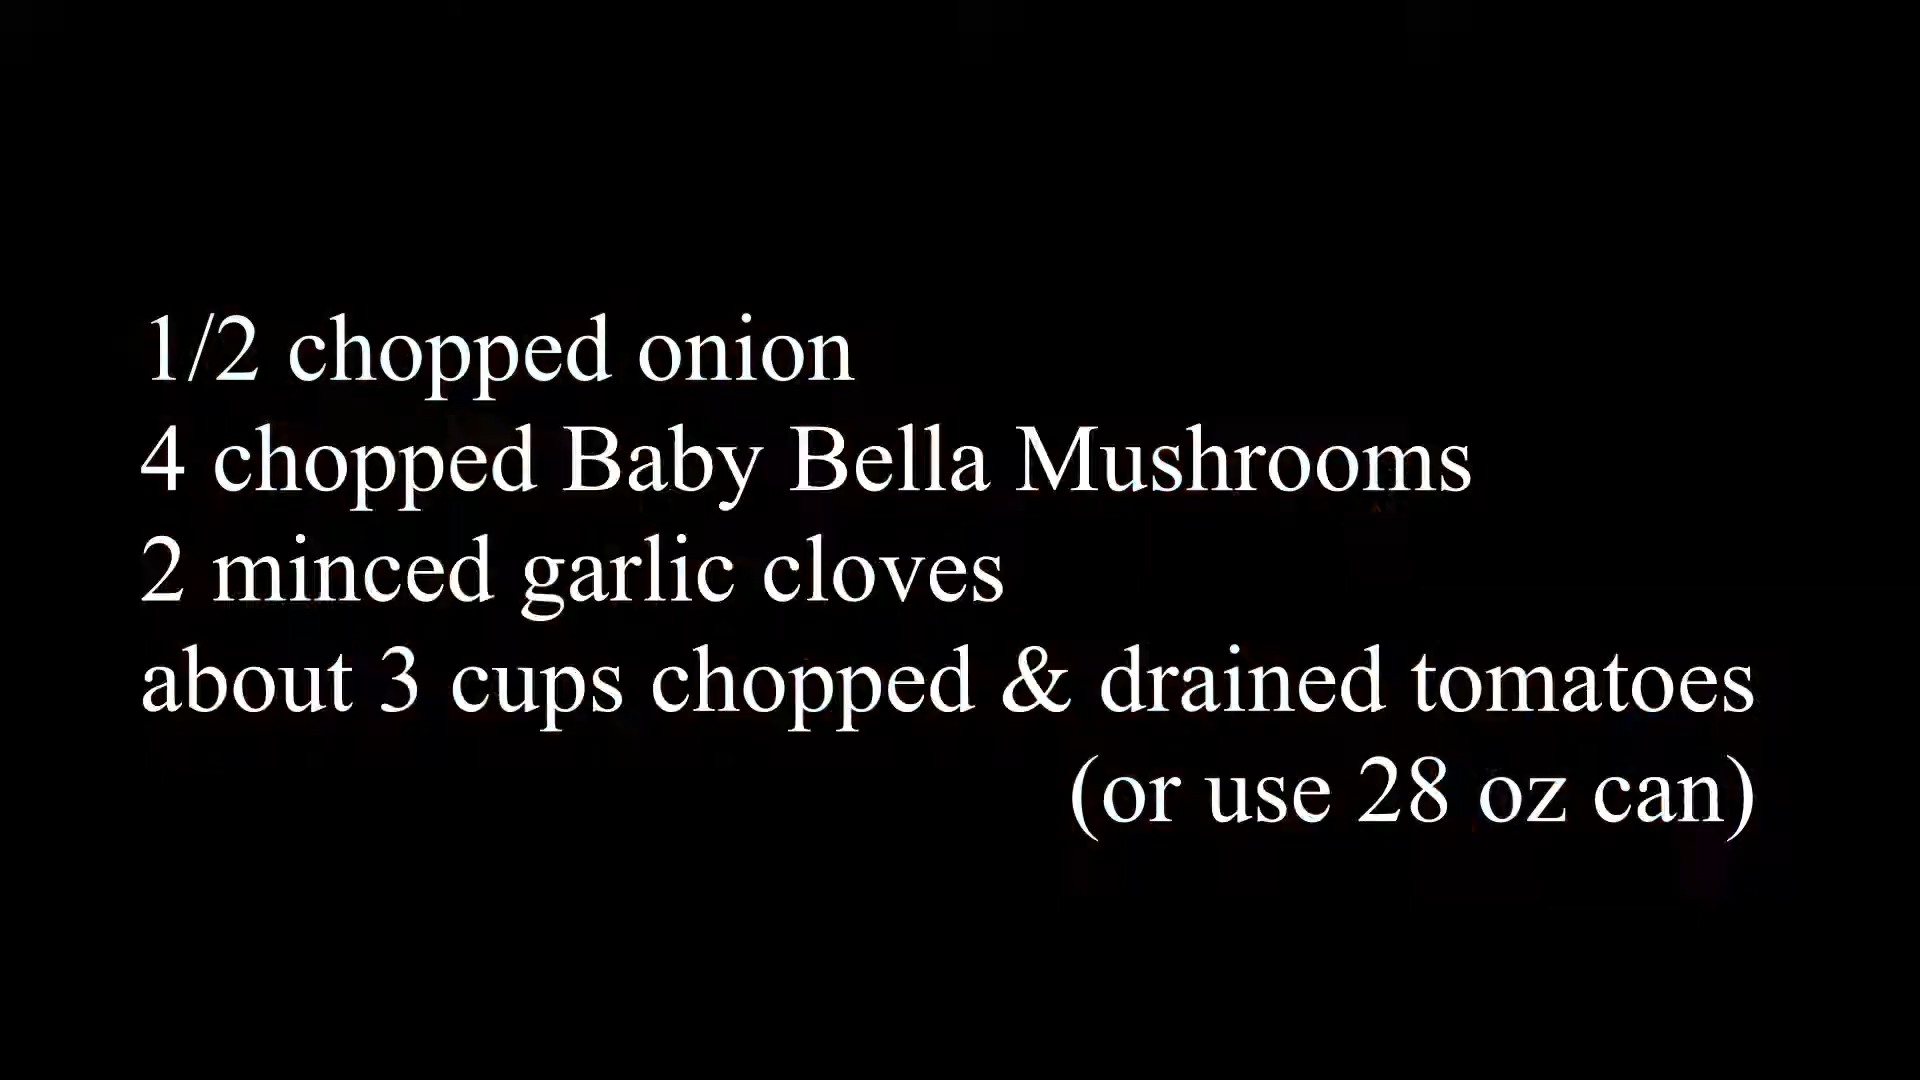 1/2 chopped onion
4 chopped Baby Bella Mushrooms
2 minced garlic cloves
about 3 cups chopped & drained tomatoes
(or use 28 oz can)